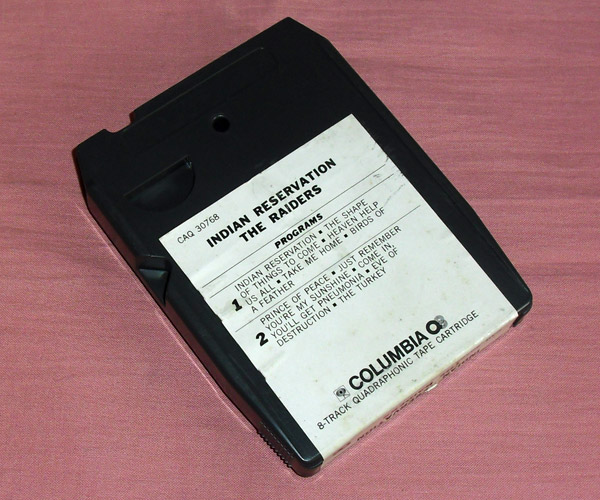 CAQ 30768
INDIAN RESERVATION
THE RAIDERS
PROGRAMS
1 INDIAN RESERVATION • THE SHAPE
OF THINGS TO COME • HEAVEN HELP
US ALL • TAKE ME HOME • BIRDS OF
A FEATHER
2 PRINCE OF PEACE • JUST REMEMBER
YOU'RE MY SUNSHINE • COME IN,
YOU'LL GET PNEUMONIA • EVE OF
DESTRUCTION • THE TURKEY
COLUMBIA Q8
8-TRACK QUADRAPHONIC TAPE CARTRIDGE